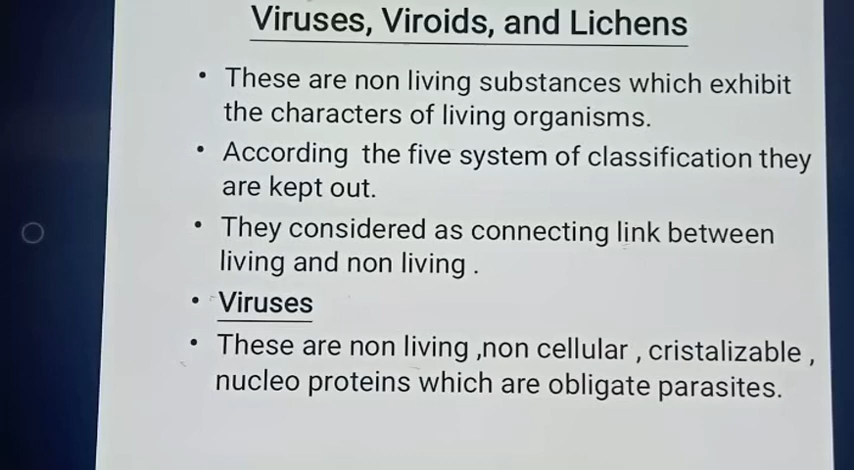 Viruses, Viroids, and Lichens
• These are non living substances which exhibit
the characters of living organisms.
• According the five system of classification they
are kept out.
• They considered as connecting link between
living and non living .
• Viruses
• These are non living ,non cellular , cristalizable ,
nucleo proteins which are obligate parasites.